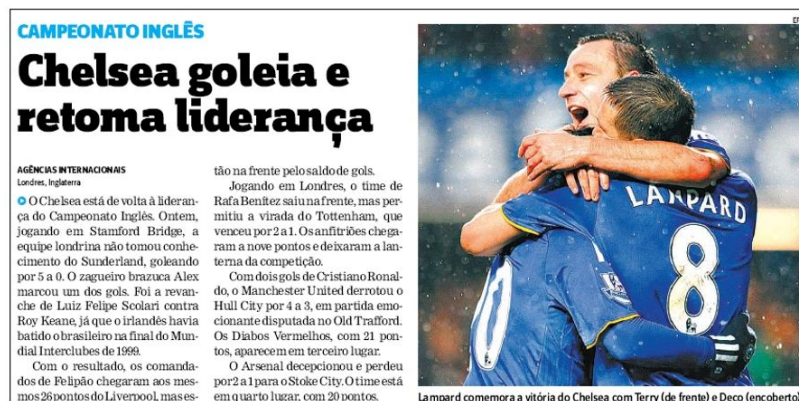 CAMPEONATO INGLÊS
Chelsea goleia e
retoma liderança
AGÊNCIAS INTERNACIONAIS
Londres, Inglaterra
O Chelsea está de volta à lideran-
ça do Campeonato Inglês. Ontem,
jogando em Stamford Bridge, a
equipe londrina não tomou conhe-
cimento do Sunderland, goleando
por 5 a 0. O zagueiro brazuca Alex
marcou um dos gols. Foi a revan-
che de Luiz Felipe Scolari contra
Roy Keane, já que o irlandês havia
batido o brasileiro na final do Mun-
dial Interclubes de 1999.
Com o resultado, os comanda-
dos de Felipão chegaram aos mes-
mos 26 pontos do Liverpool, mas es-
tão na frente pelo saldo de gols.
Jogando em Londres, o time de
Rafa Benítez saiu na frente, mas per-
mitiu a virada do Tottenham, que
venceu por 2 a 1. Os anfitriões chega-
ram a nove pontos e deixaram a lan-
terna da competição.
Com dois gols de Cristiano Ronal-
do, o Manchester United derrotou o
Hull City por 4 a 3, em partida emo-
cionante disputada no Old Trafford.
Os Diabos Vermelhos, com 21 pon-
tos, aparecem em terceiro lugar.
O Arsenal decepcionou e perdeu
por 2 a 1 para o Stoke City. O time está
em quarto lugar, com 20 pontos.
LAMPARD
8
Lampard comemora a vitória do Chelsea com Terry (de frente) e Deco (encoberto)